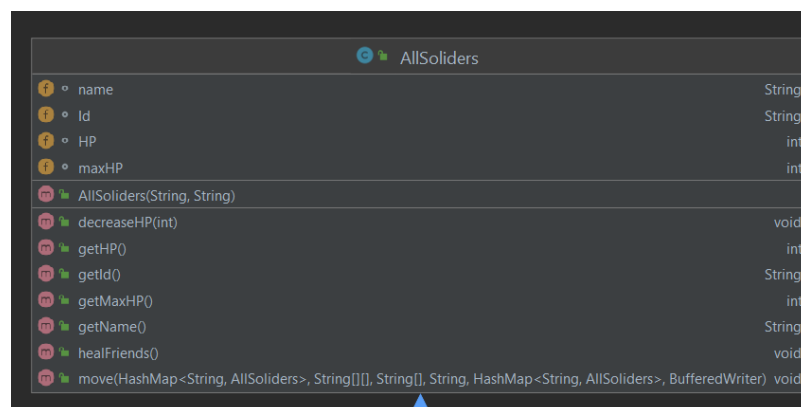 AllSoliders
name String
Id String
HP int
maxHP int
AllSoliders(String, String)
decreaseHP(int) void
getHP() int
getId() String
getMaxHP() int
getName() String
healFriends() void
move(HashMap<String, AllSoliders>, String[][], String[], String, HashMap<String, AllSoliders>, BufferedWriter) void